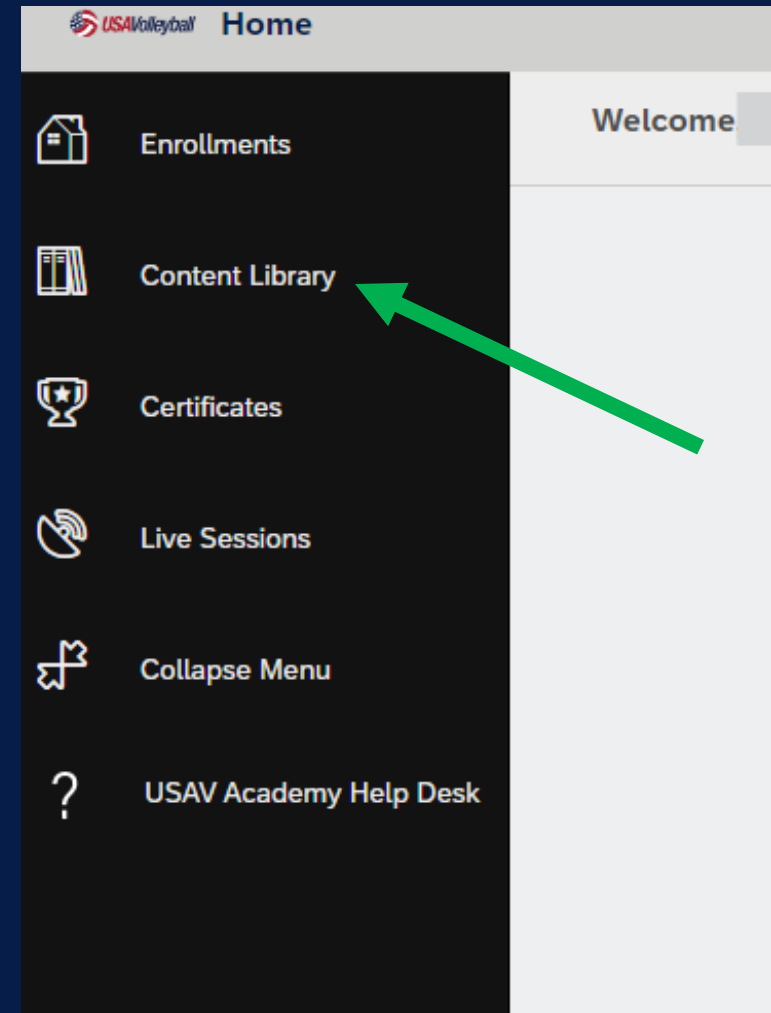 USAVolleyball Home
Welcome
Enrollments
Content Library
Certificates
Live Sessions
Collapse Menu
? USAV Academy Help Desk